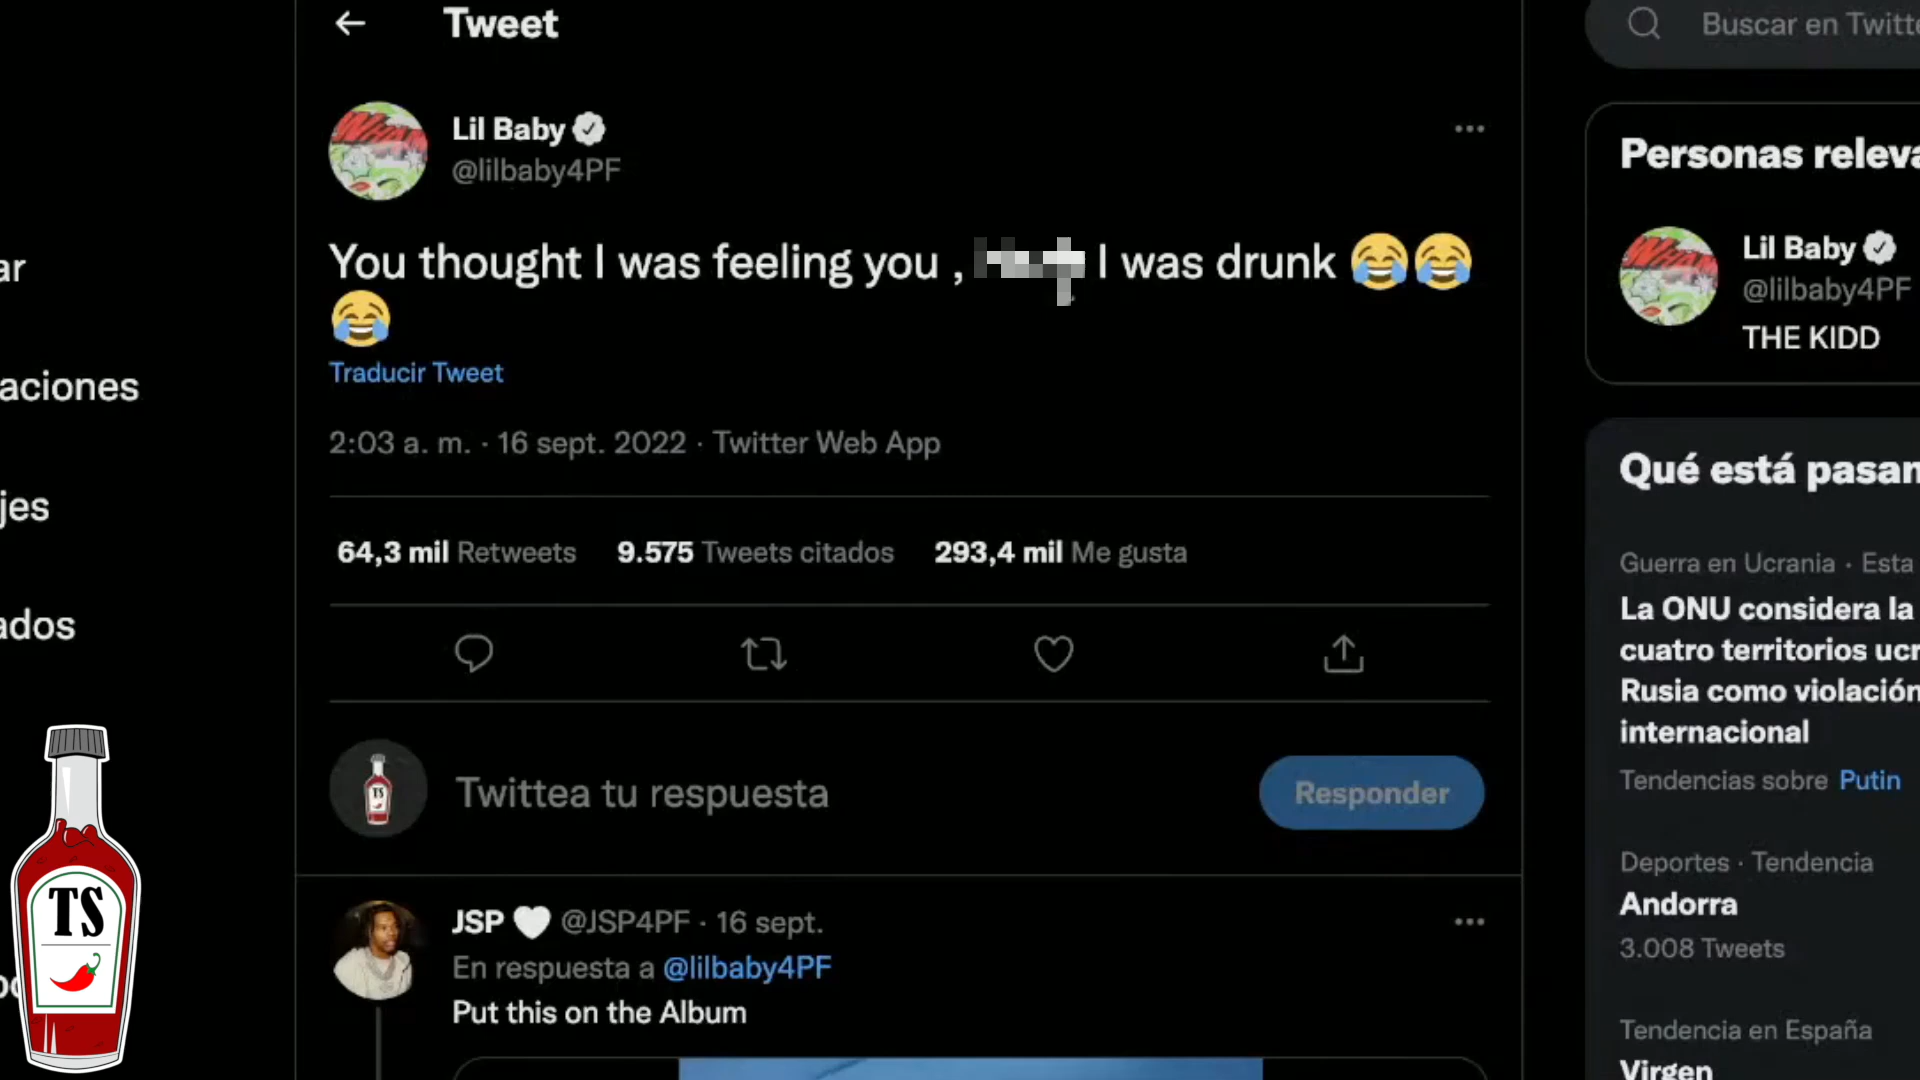 Tweet
Buscar en Twitte
Lil Baby
@lilbaby4PF
You thought I was feeling you , I was drunk 😂😂
😂
Traducir Tweet
2:03 a. m. · 16 sept. 2022 · Twitter Web App
64,3 mil Retweets 9.575 Tweets citados 293,4 mil Me gusta
Twittea tu respuesta
Responder
JSP 🤍 @JSP4PF · 16 sept.
En respuesta a @lilbaby4PF
Put this on the Album
ar
aciones
jes
ados
TS
TS
Personas releva
Lil Baby
@lilbaby4PF
THE KIDD
Qué está pasan
Guerra en Ucrania · Esta
La ONU considera la
cuatro territorios ucr
Rusia como violación
internacional
Tendencias sobre Putin
Deportes · Tendencia
Andorra
3.008 Tweets
Tendencia en España
Virgen